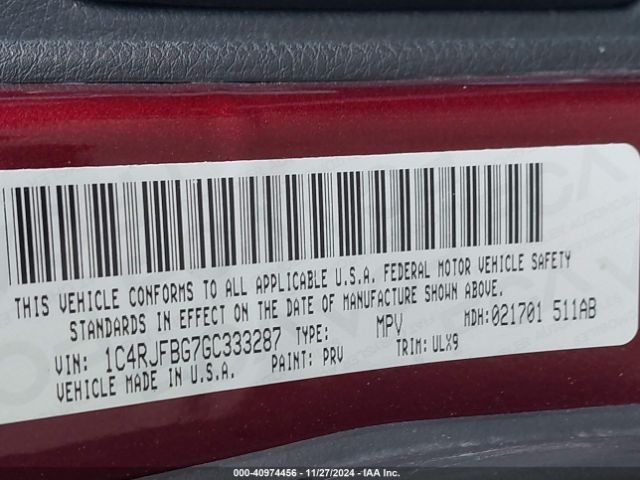 THIS VEHICLE CONFORMS TO ALL APPLICABLE U.S.A. FEDERAL MOTOR VEHICLE SAFETY
STANDARDS IN EFFECT ON THE DATE OF MANUFACTURE SHOWN ABOVE.
VIN: 1C4RJFBG7GC333287 TYPE: MPV MDH:021701 511AB
VEHICLE MADE IN U.S.A. PAINT: PRV TRIM:ULX9
000-40974456 - 11/27/2024 - IAA Inc.